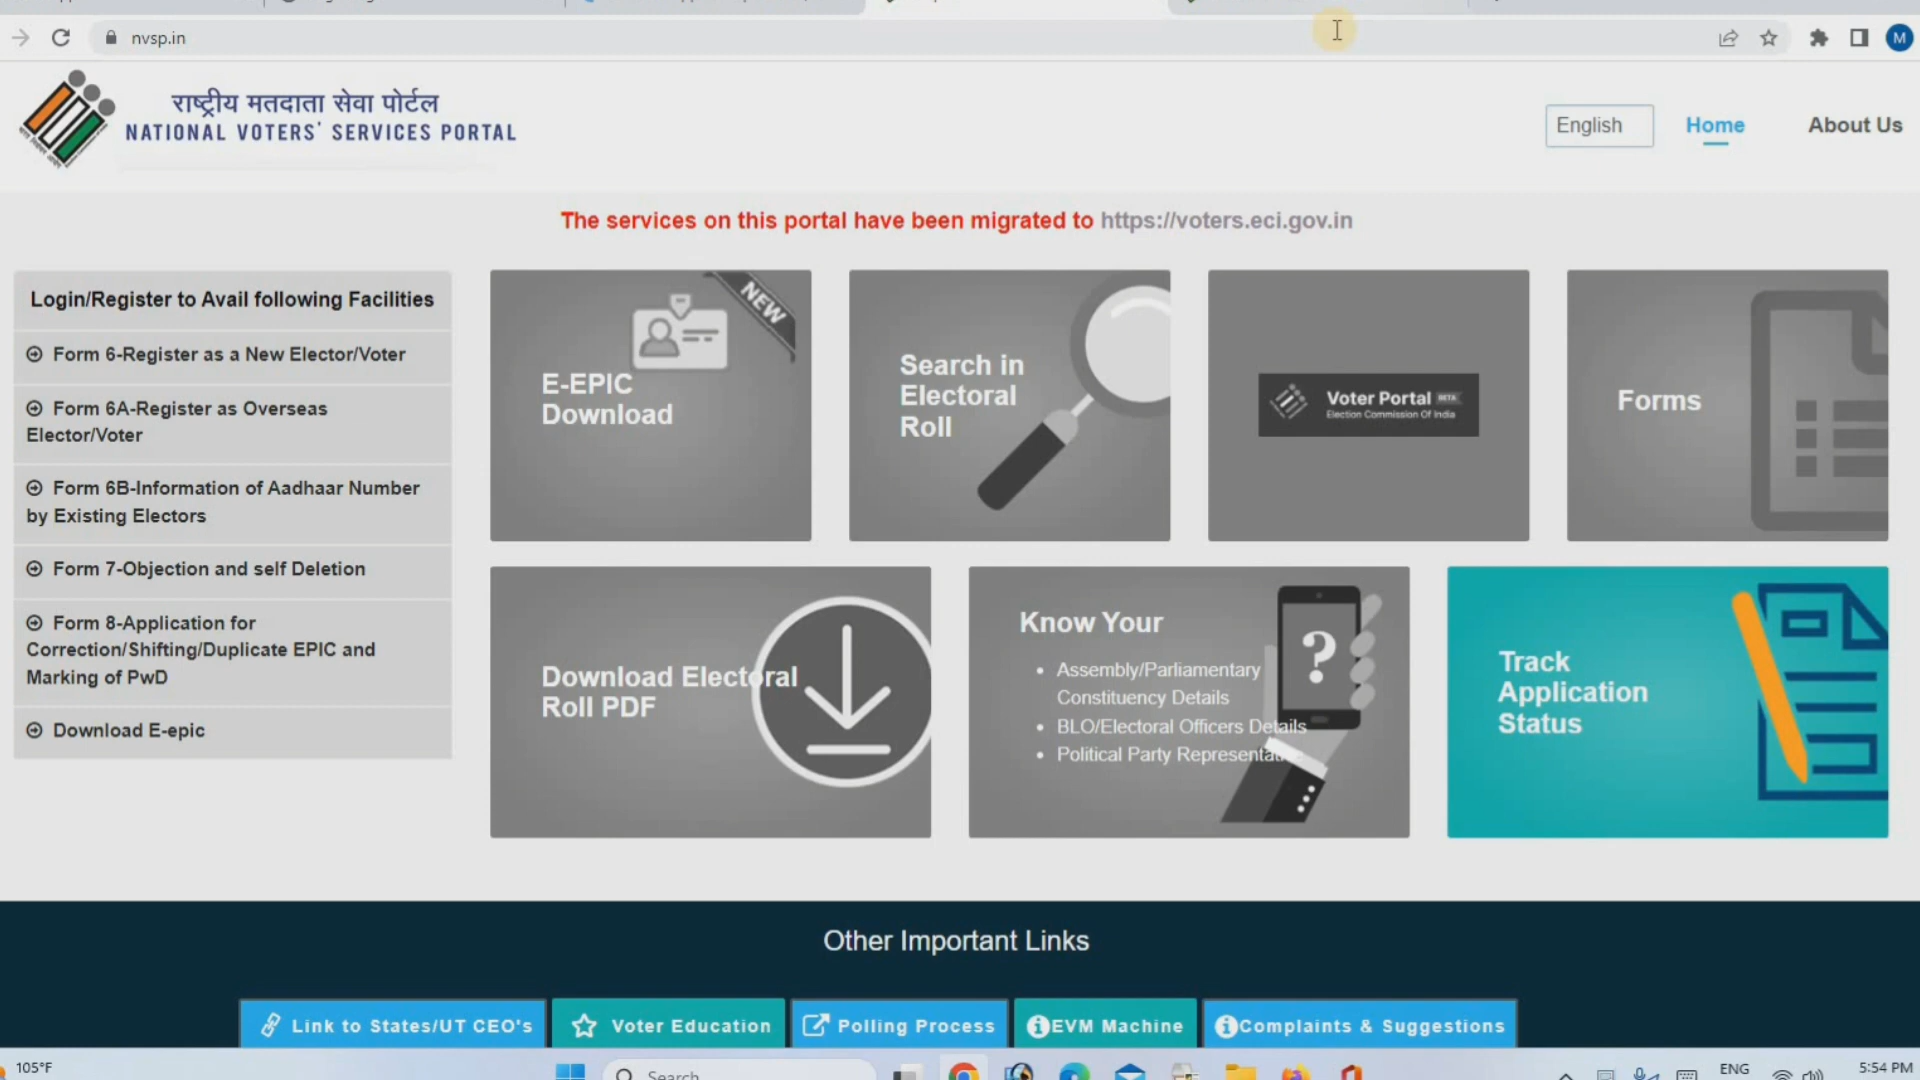 nvsp.in
M
राष्ट्रीय मतदाता सेवा पोर्टल
NATIONAL VOTERS' SERVICES PORTAL
English
Home
About Us
The services on this portal have been migrated to https://voters.eci.gov.in
Login/Register to Avail following Facilities
Form 6-Register as a New Elector/Voter
Form 6A-Register as Overseas
Elector/Voter
Form 6B-Information of Aadhaar Number
by Existing Electors
Form 7-Objection and self Deletion
Form 8-Application for
Correction/Shifting/Duplicate EPIC and
Marking of PwD
Download E-epic
NEW
E-EPIC
Download
Search in
Electoral
Roll
Voter Portal BETA
Election Commission Of India
Forms
Download Electoral
Roll PDF
Know Your
• Assembly/Parliamentary
Constituency Details
• BLO/Electoral Officers Details
• Political Party
?
Track
Application
Status
Other Important Links
Link to States/UT CEO's
Voter Education
Polling Process
EVM Machine
Complaints & Suggestions
105°F
Search
ENG
5:54 PM